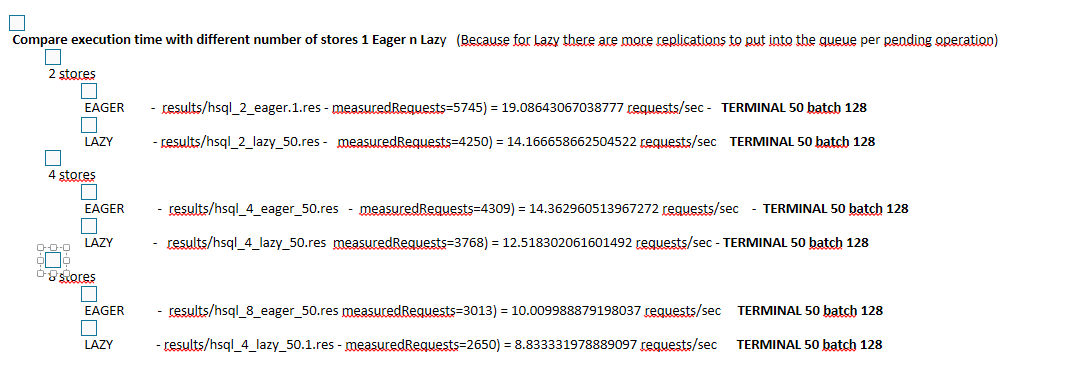 Compare execution time with different number of stores 1 Eager n Lazy (Because for Lazy there are more replications to put into the queue per pending operation)
2 stores
EAGER - results/hsql_2_eager.1.res - measuredRequests=5745) = 19.08643067038777 requests/sec - TERMINAL 50 batch 128
LAZY - results/hsql_2_lazy_50.res - measuredRequests=4250) = 14.166658662504522 requests/sec TERMINAL 50 batch 128
4 stores
EAGER - results/hsql_4_eager_50.res - measuredRequests=4309) = 14.362960513967272 requests/sec - TERMINAL 50 batch 128
LAZY - results/hsql_4_lazy_50.res measuredRequests=3768) = 12.518302061601492 requests/sec - TERMINAL 50 batch 128
8 stores
EAGER - results/hsql_8_eager_50.res measuredRequests=3013) = 10.009988879198037 requests/sec TERMINAL 50 batch 128
LAZY - results/hsql_4_lazy_50.1.res - measuredRequests=2650) = 8.833331978889097 requests/sec TERMINAL 50 batch 128